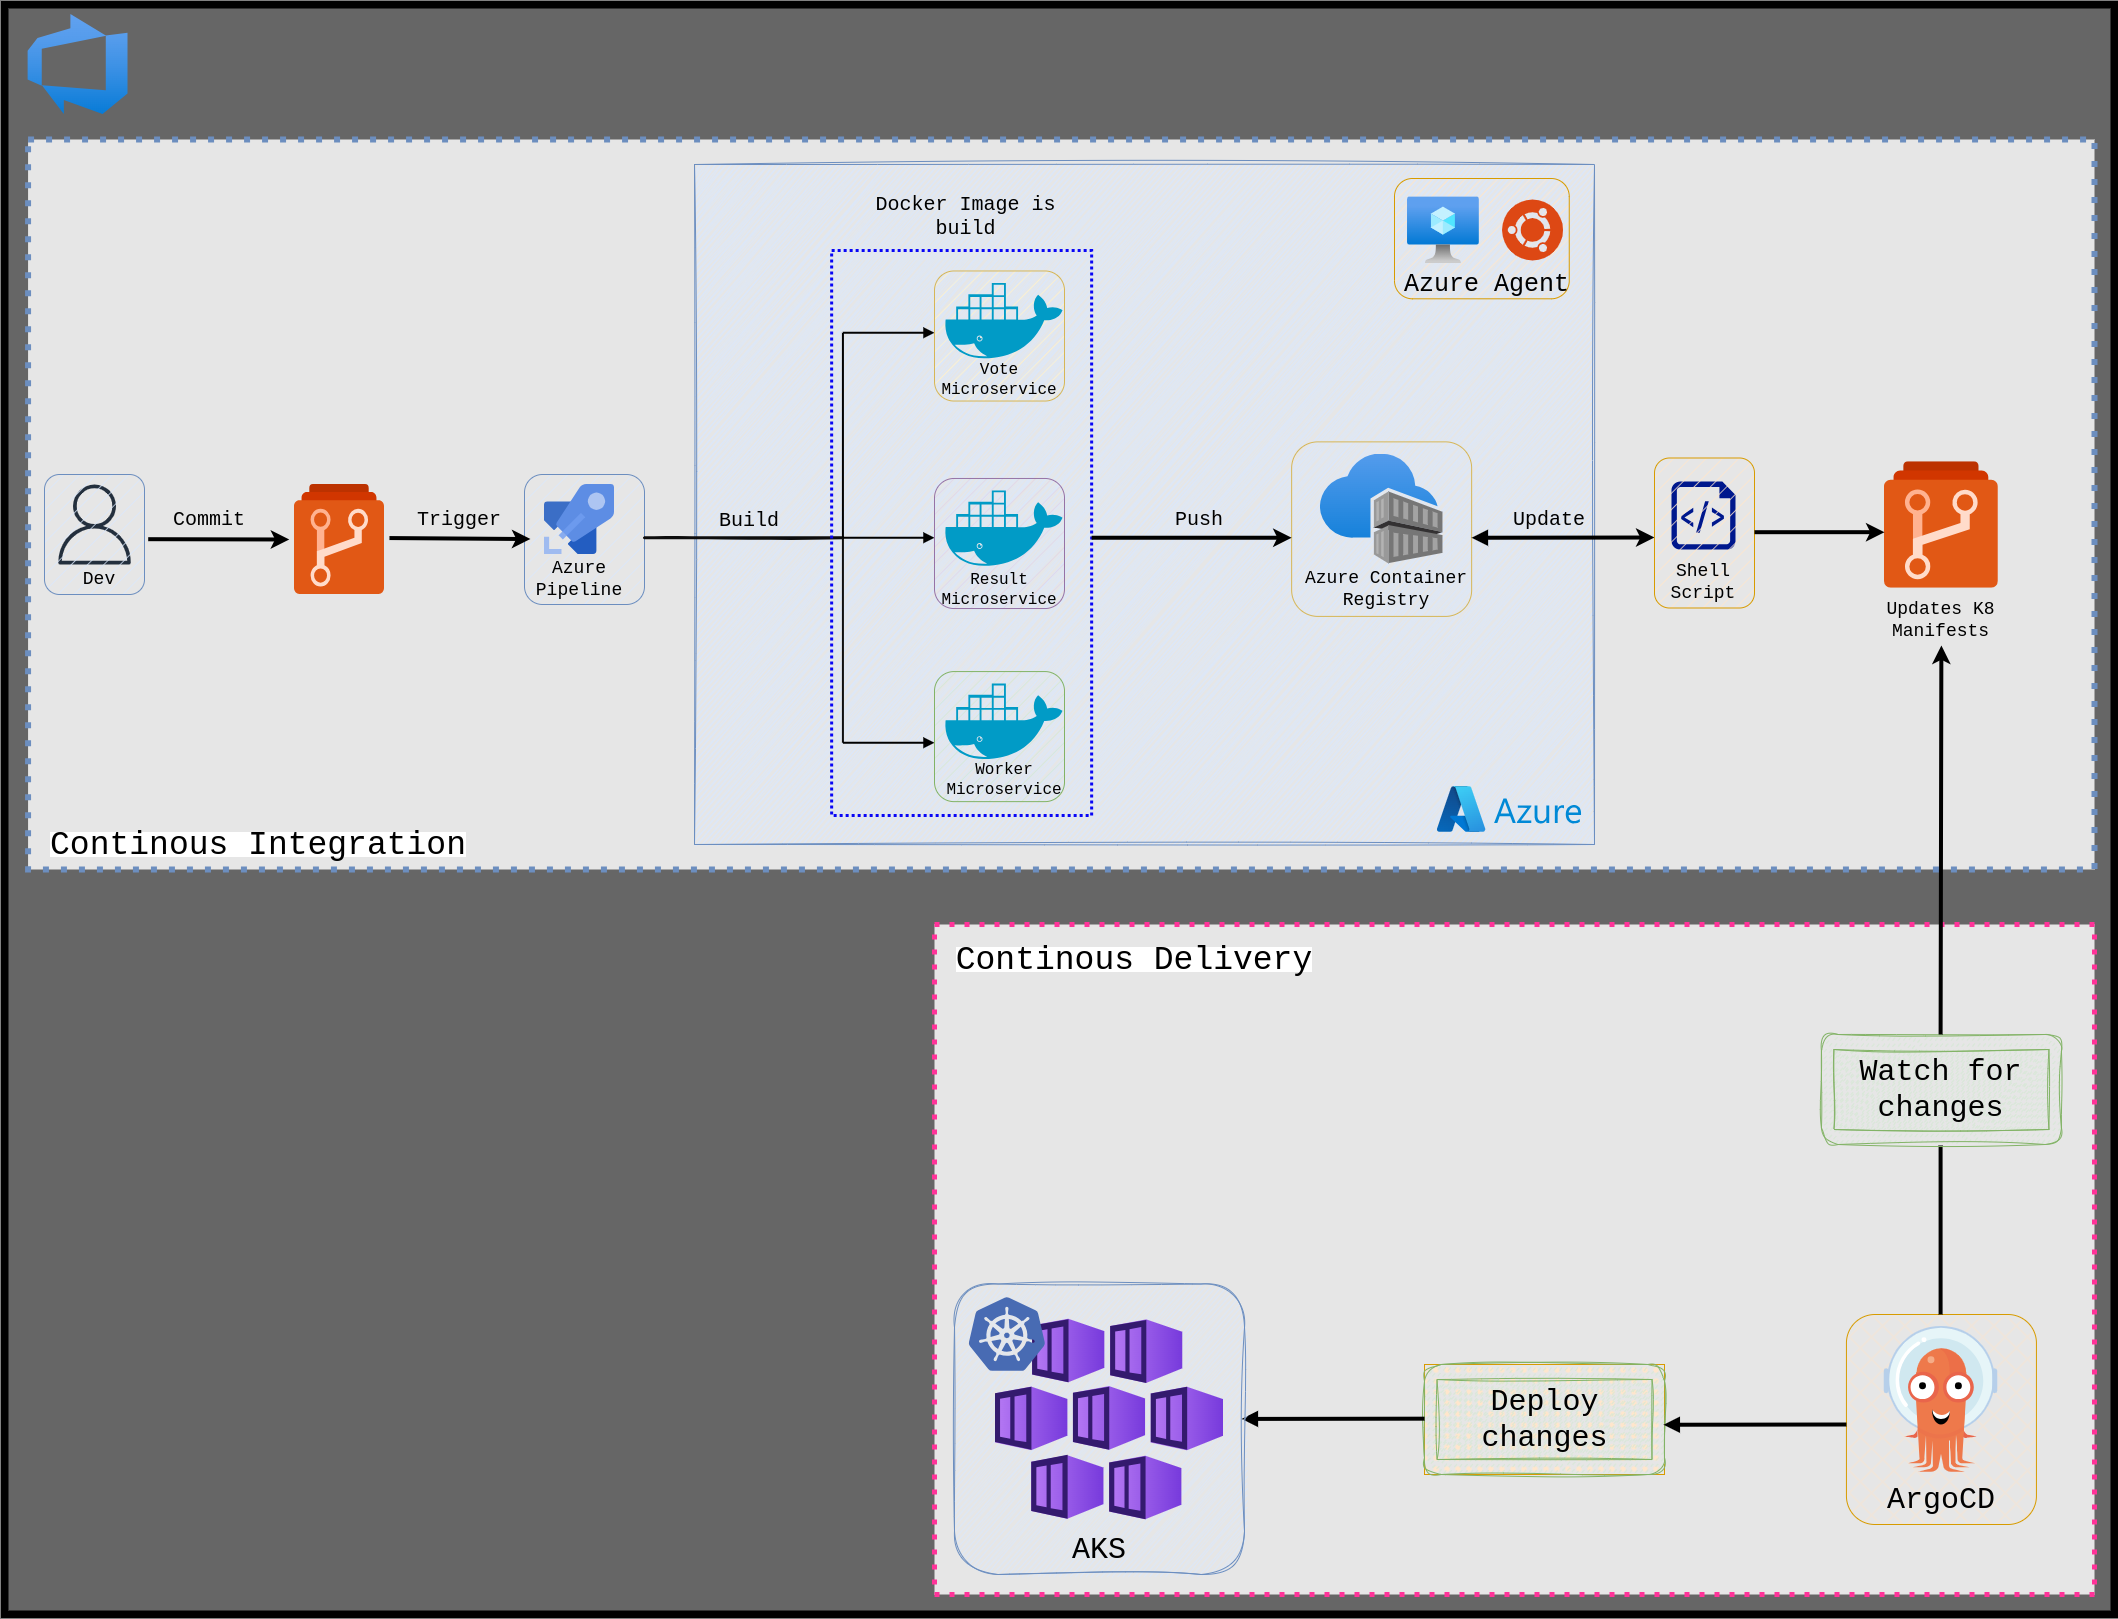 Docker Image is
build
Azure Agent
Vote
Microservice
Commit
Trigger
Build
Push
Update
Dev
Azure
Pipeline
Result
Microservice
Azure Container
Registry
Shell
Script
Updates K8
Manifests
Worker
Microservice
Azure
Continous Integration
Continous Delivery
Watch for
changes
Deploy
changes
ArgoCD
AKS